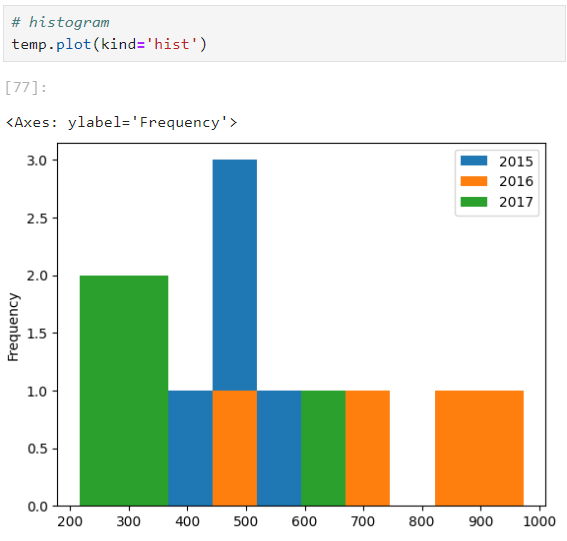 # histogram
temp.plot(kind='hist')
[77]:
<Axes: ylabel='Frequency'>
3.0
2.5
2.0
1.5
1.0
0.5
0.0
Frequency
2015
2016
2017
200 300 400 500 600 700 800 900 1000